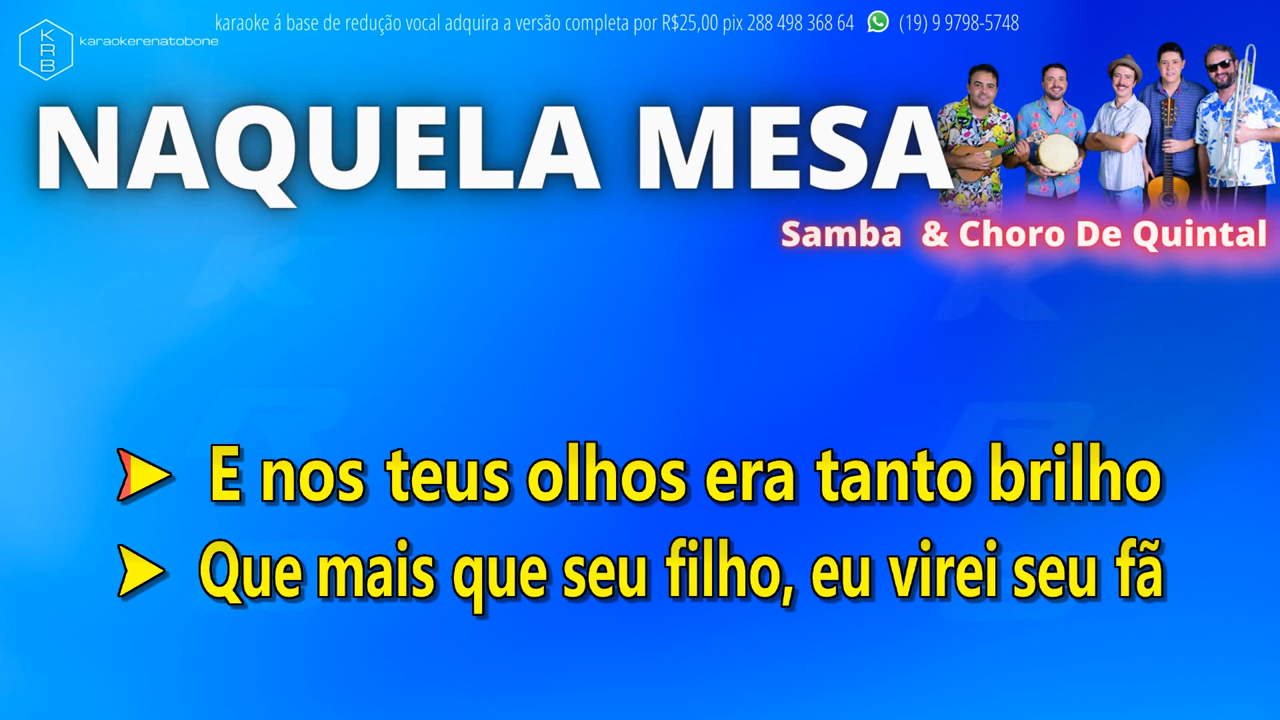 karaoke á base de redução vocal adquira a versão completa por R$25,00 pix 288 498 368 64 (19) 9 9798-5748
KRB
karaokerenatobone
NAQUELA MESA
Samba & Choro De Quintal
E nos teus olhos era tanto brilho
Que mais que seu filho, eu virei seu fã